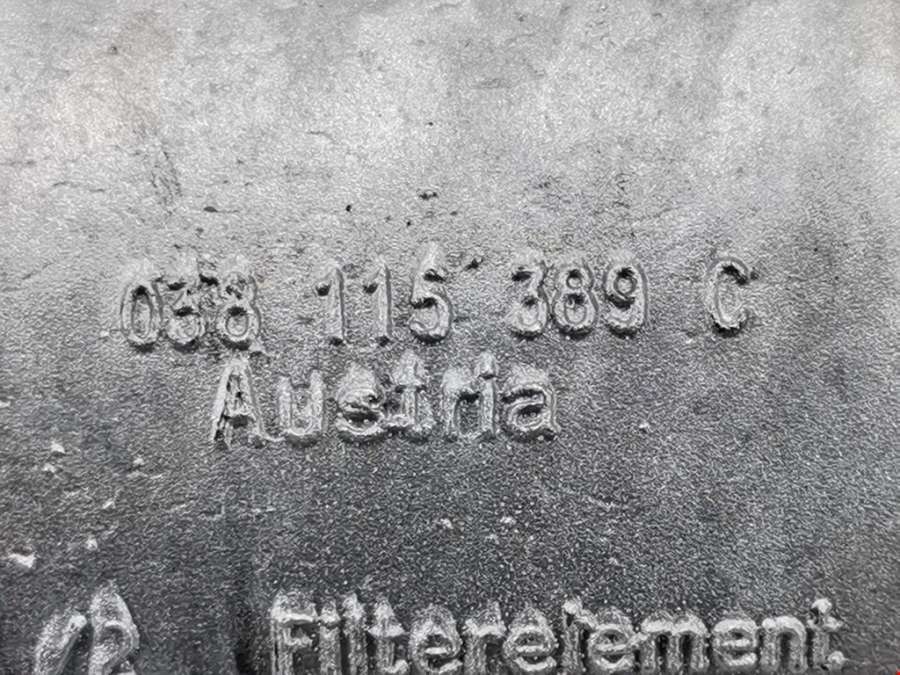 038 115 389 C
Austria
Filterelement